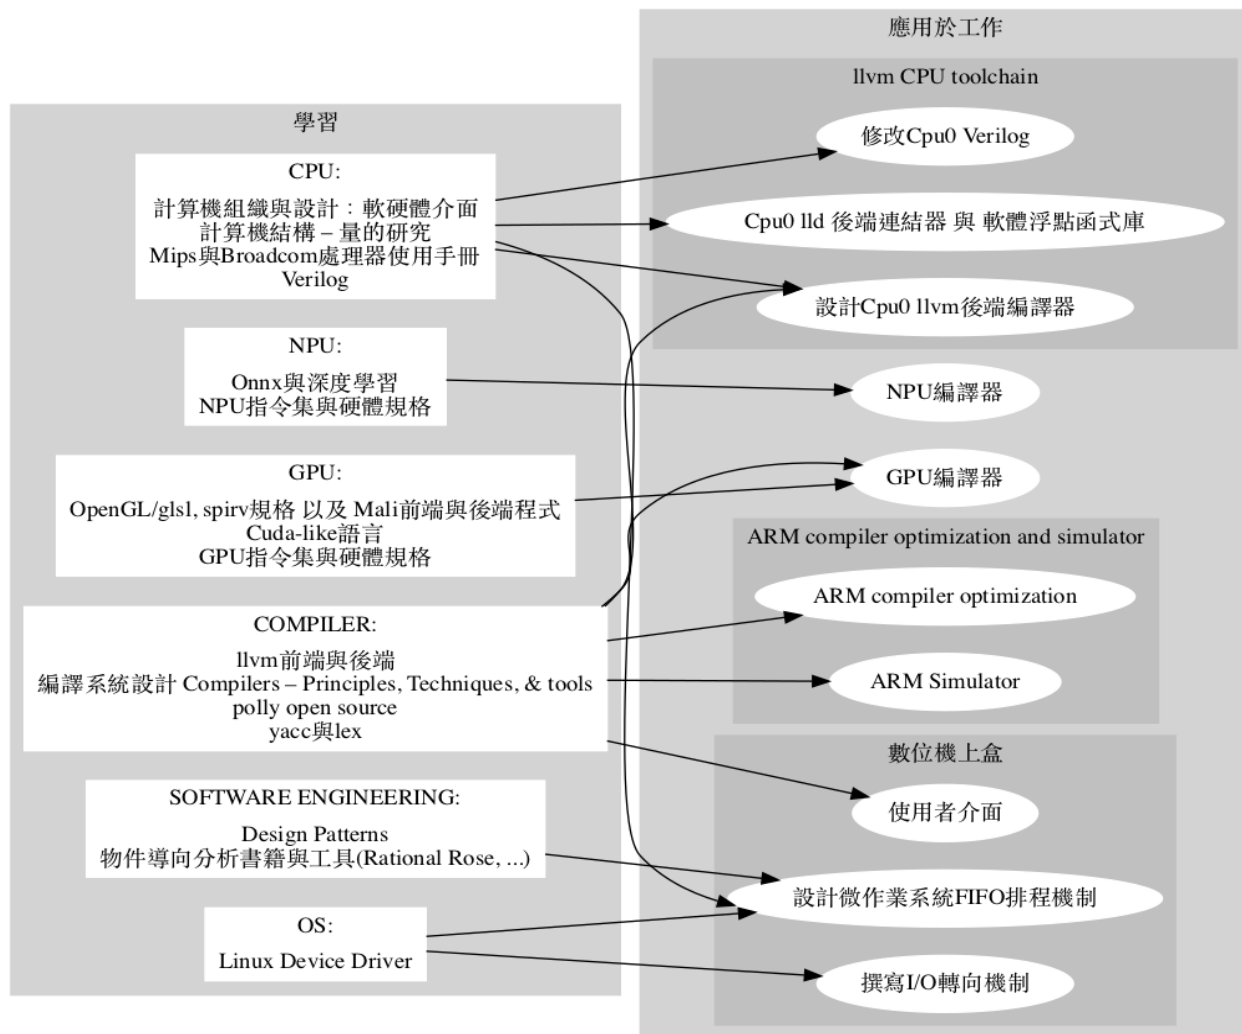 學習
CPU:
計算機組織與設計：軟硬體介面
計算機結構 – 量的研究
Mips與Broadcom處理器使用手冊
Verilog
NPU:
Onnx與深度學習
NPU指令集與硬體規格
GPU:
OpenGL/glsl, spirv規格 以及 Mali前端與後端程式
Cuda-like語言
GPU指令集與硬體規格
COMPILER:
llvm前端與後端
編譯系統設計 Compilers – Principles, Techniques, & tools
polly open source
yacc與lex
SOFTWARE ENGINEERING:
Design Patterns
物件導向分析書籍與工具(Rational Rose, ...)
OS:
Linux Device Driver
應用於工作
llvm CPU toolchain
修改Cpu0 Verilog
Cpu0 lld 後端連結器 與 軟體浮點函式庫
設計Cpu0 llvm後端編譯器
NPU編譯器
GPU編譯器
ARM compiler optimization and simulator
ARM compiler optimization
ARM Simulator
數位機上盒
使用者介面
設計微作業系統FIFO排程機制
撰寫I/O轉向機制